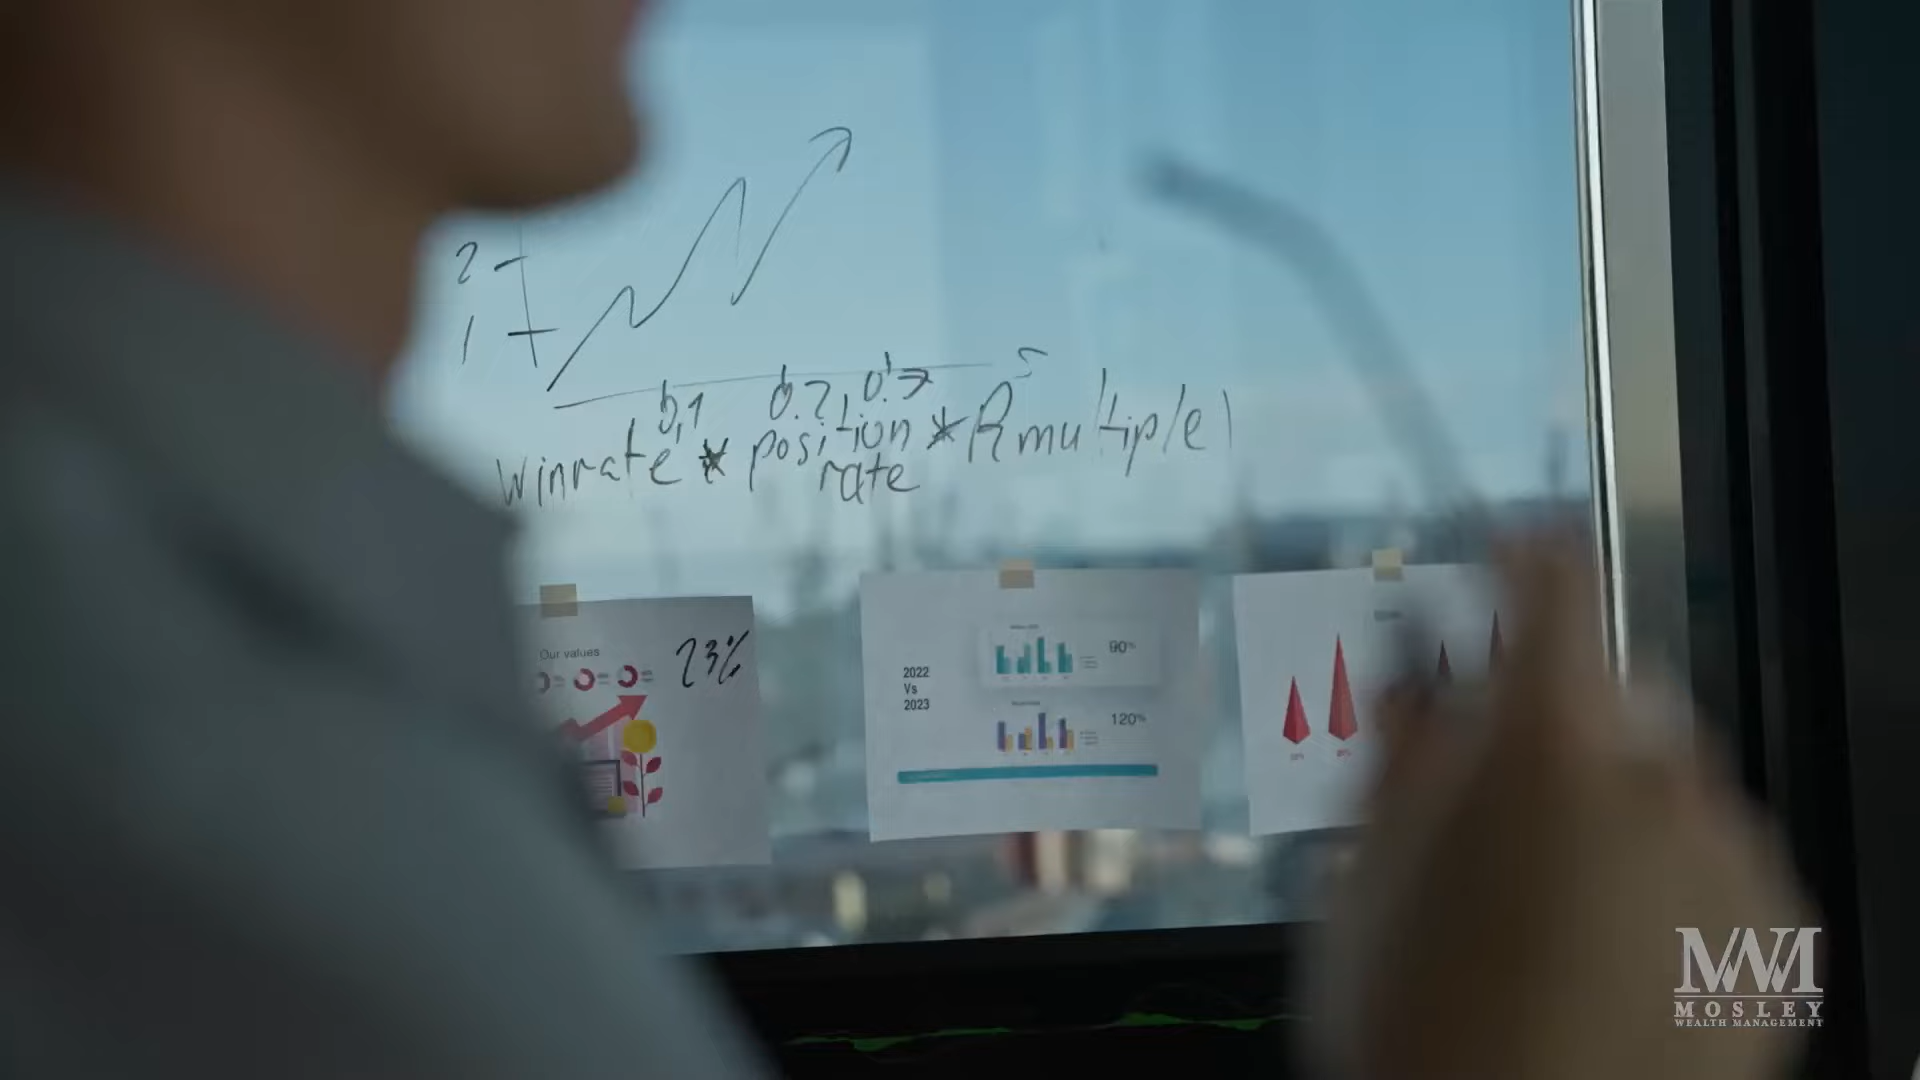 2
1
0,1 0.2, 0.3
winrate * position * Rmultiple
rate
Our values
23%
2022
Vs
2023
90%
120%
MWM
MOSLEY
WEALTH MANAGEMENT